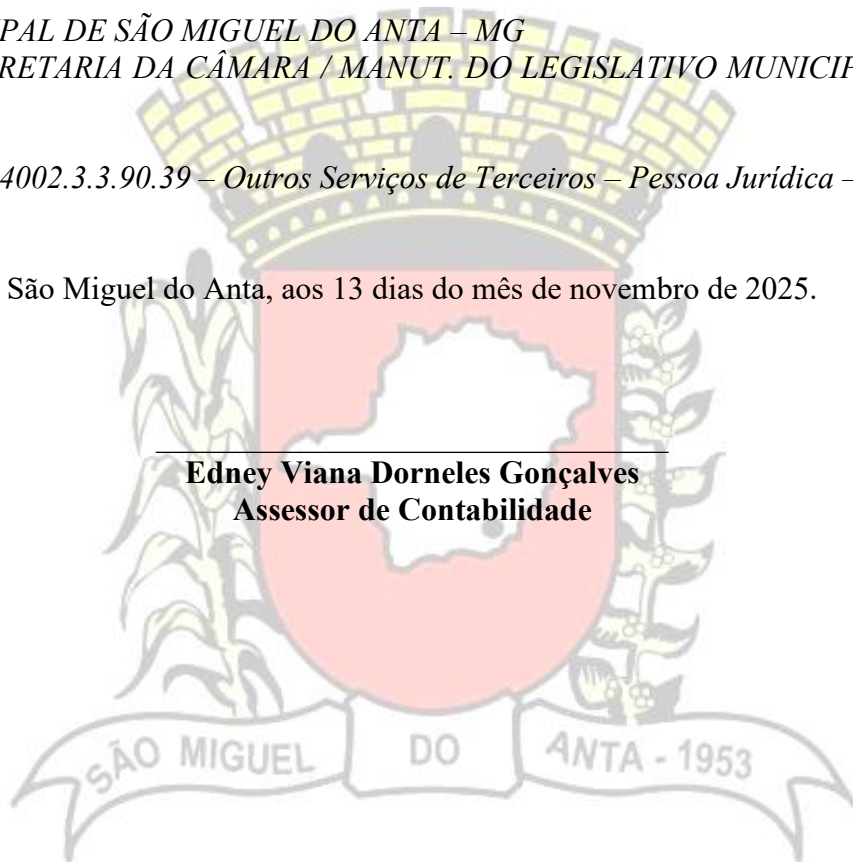 IPAL DE SÃO MIGUEL DO ANTA – MG
RETARIA DA CÂMARA / MANUT. DO LEGISLATIVO MUNICIP
4002.3.3.90.39 – Outros Serviços de Terceiros – Pessoa Jurídica –
São Miguel do Anta, aos 13 dias do mês de novembro de 2025.
Edney Viana Dorneles Gonçalves
Assessor de Contabilidade
SÃO MIGUEL DO ANTA - 1953